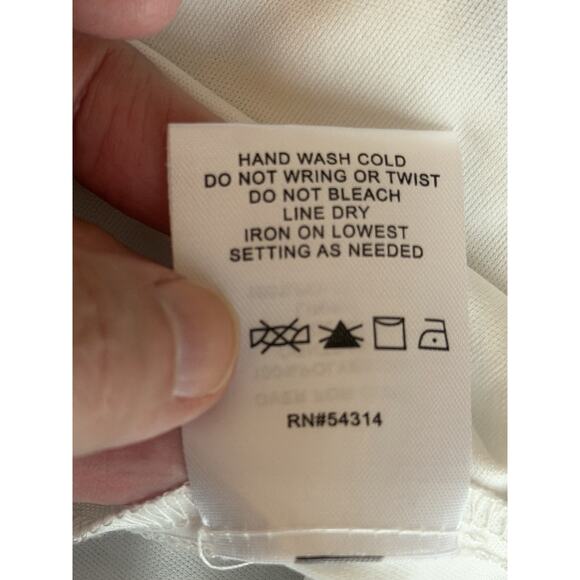 HAND WASH COLD
DO NOT WRING OR TWIST
DO NOT BLEACH
LINE DRY
IRON ON LOWEST
SETTING AS NEEDED
RN#54314